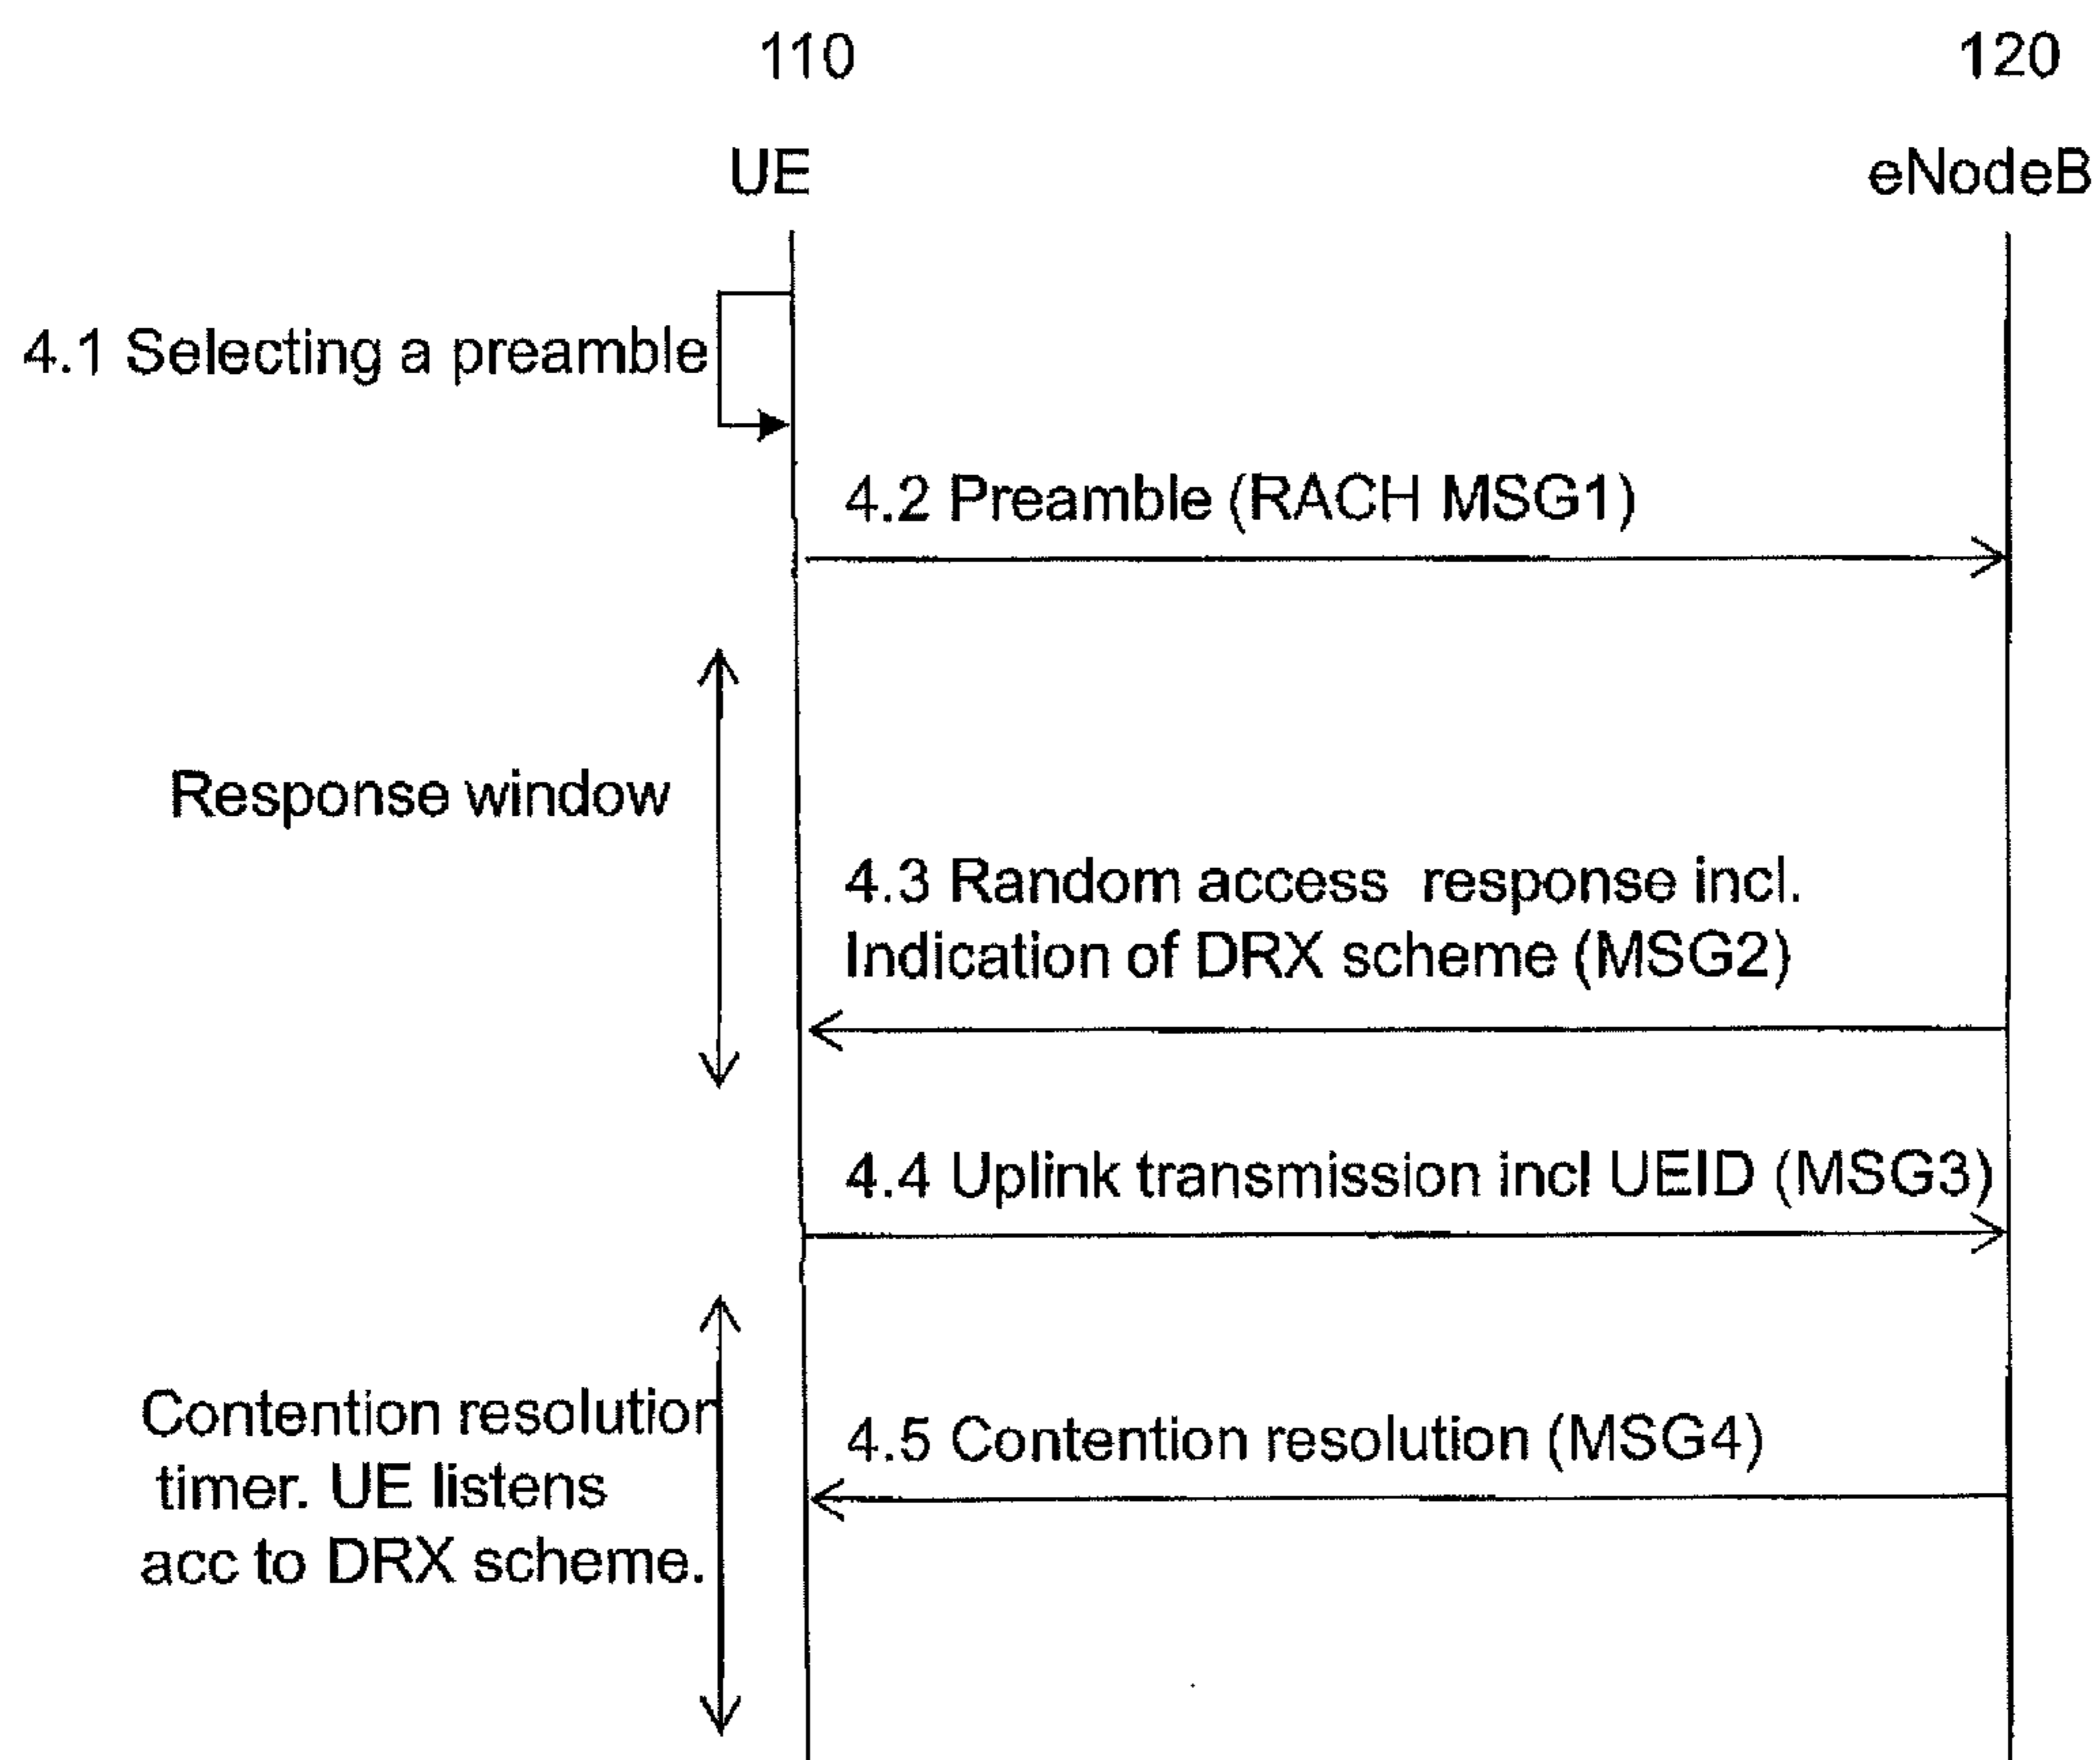 110
120
UE
eNodeB
4.1 Selecting a preamble
4.2 Preamble (RACH MSG1)
Response window
4.3 Random access response incl.
Indication of DRX scheme (MSG2)
4.4 Uplink transmission incl UEID (MSG3)
Contention resolution
timer. UE listens
acc to DRX scheme.
4.5 Contention resolution (MSG4)